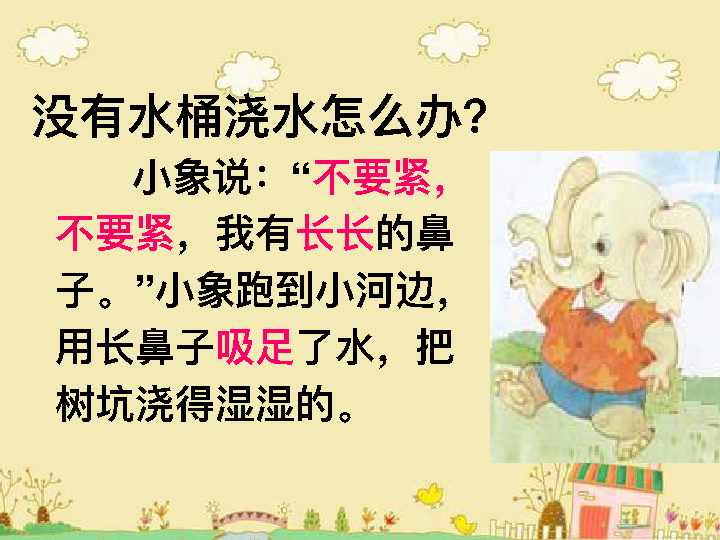 没有水桶浇水怎么办?
小象说：“不要紧，
不要紧，我有长长的鼻
子。”小象跑到小河边，
用长鼻子吸足了水，把
树坑浇得湿湿的。